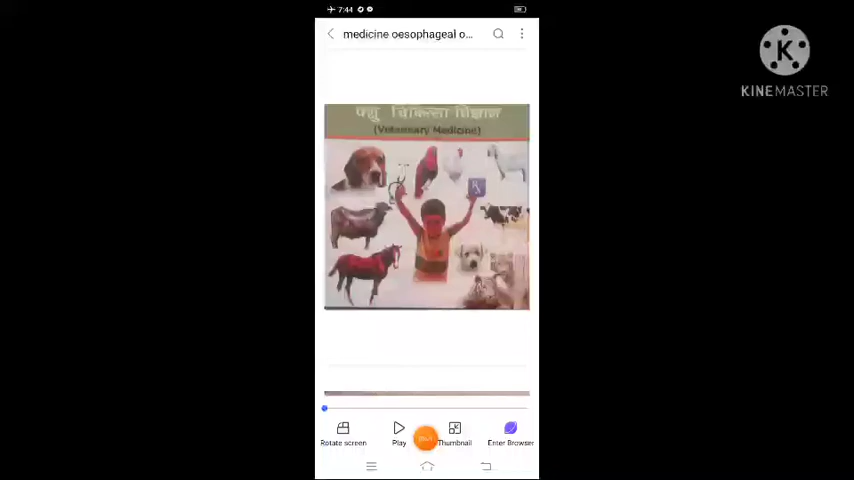 7:44
medicine oesophageal o...
पशु चिकित्सा विज्ञान
(Veterinary Medicine)
Rotate screen
Play
Thumbnail
Enter Browser
K
KINEMASTER